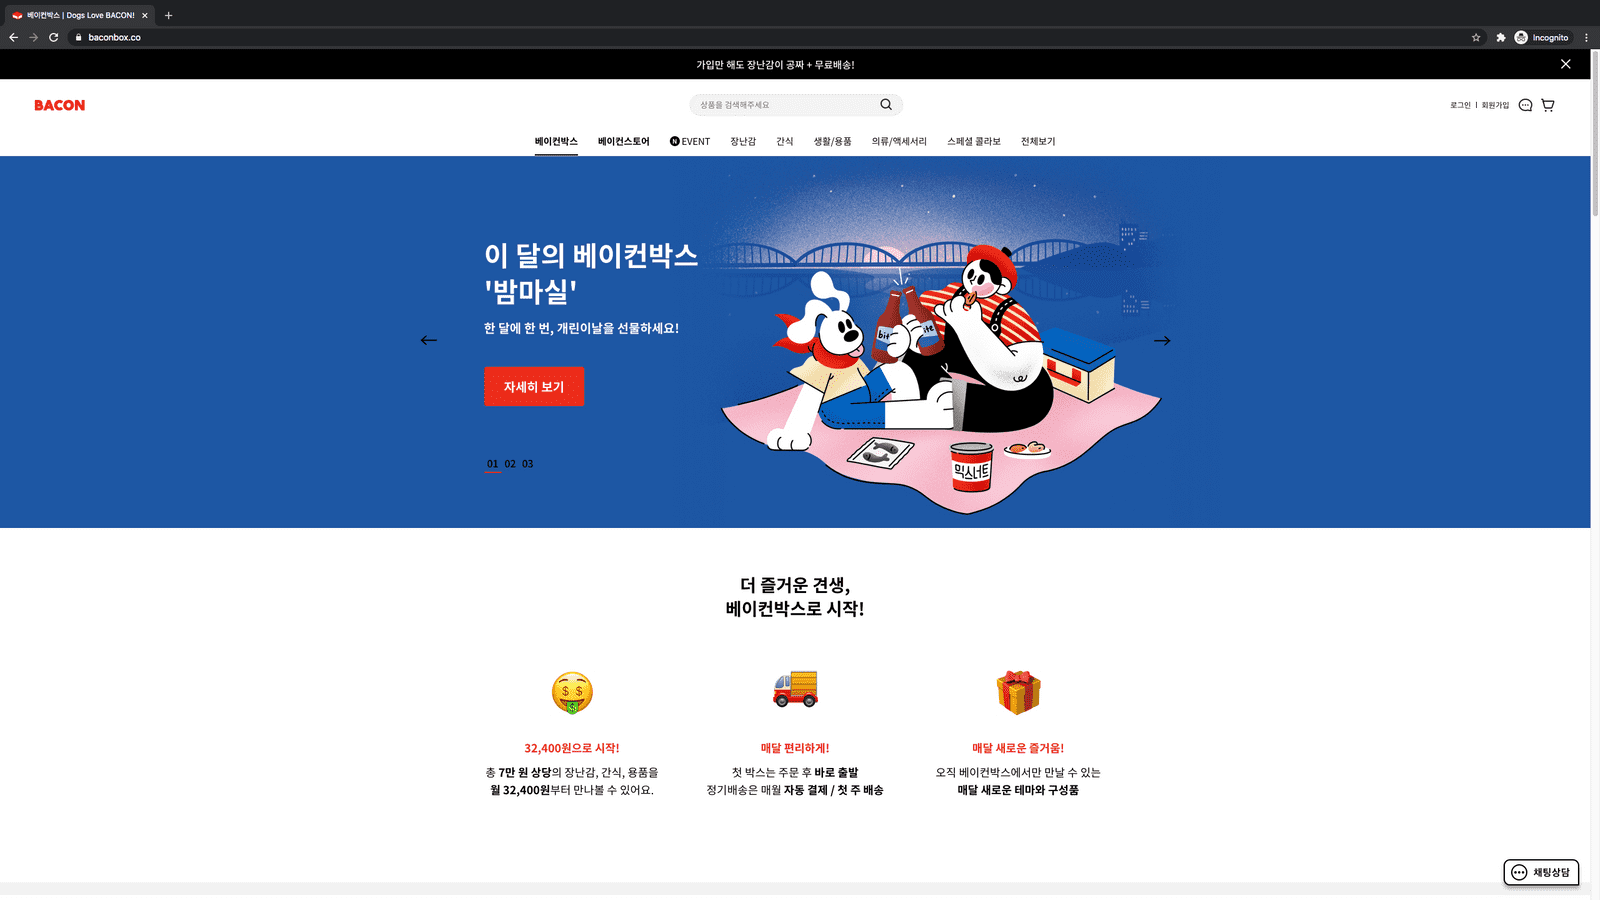 베이컨박스 | Dogs Love BACON!
baconbox.co
Incognito
가입만 해도 장난감이 공짜 + 무료배송!
BACON
상품을 검색해주세요
로그인 | 회원가입
베이컨박스 베이컨스토어 N EVENT 장난감 간식 생활/용품 의류/액세서리 스페셜 콜라보 전체보기
이 달의 베이컨박스
'밤마실'
한 달에 한 번, 개린이날을 선물하세요!
자세히 보기
01 02 03
bite
믹스너트
더 즐거운 견생,
베이컨박스로 시작!
32,400원으로 시작!
총 7만 원 상당의 장난감, 간식, 용품을
월 32,400원부터 만나볼 수 있어요.
매달 편리하게!
첫 박스는 주문 후 바로 출발
정기배송은 매월 자동 결제 / 첫 주 배송
매달 새로운 즐거움!
오직 베이컨박스에서만 만날 수 있는
매달 새로운 테마와 구성품
채팅상담